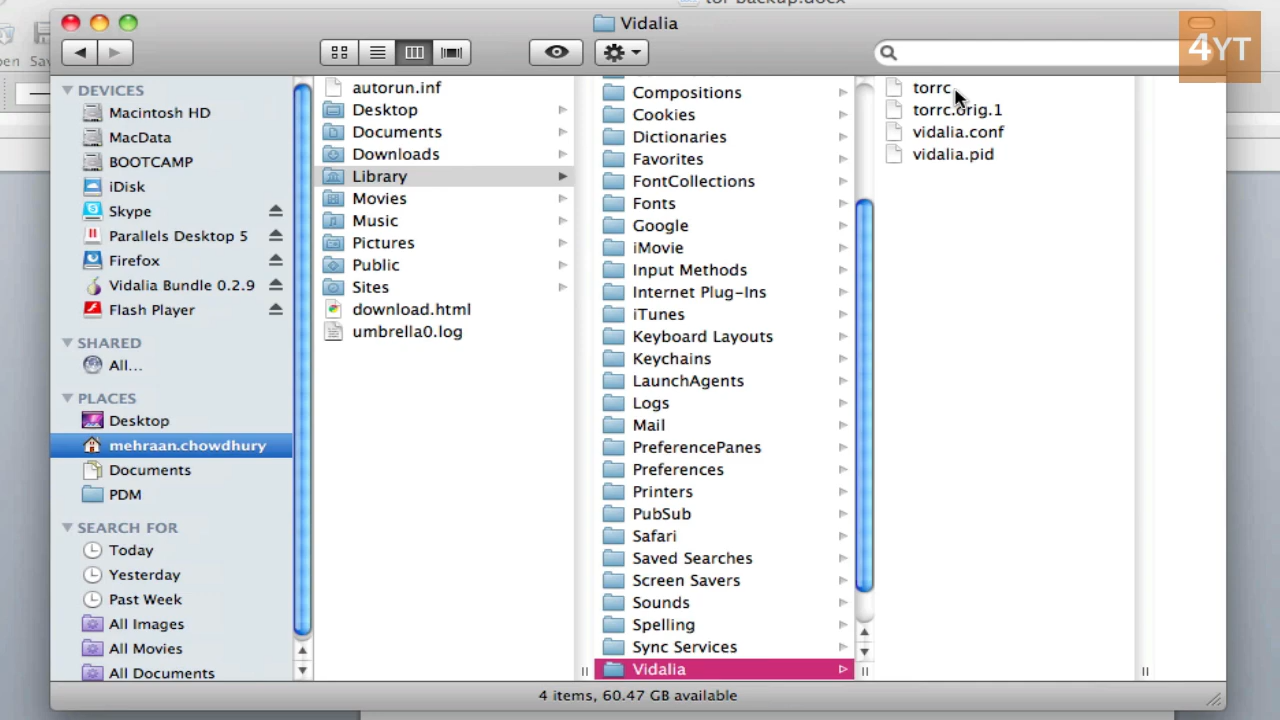 tor backup.docx
Vidalia
4YT
DEVICES
Macintosh HD
MacData
BOOTCAMP
iDisk
Skype
Parallels Desktop 5
Firefox
Vidalia Bundle 0.2.9
Flash Player
SHARED
All...
PLACES
Desktop
mehraan.chowdhury
Documents
PDM
SEARCH FOR
Today
Yesterday
Past Week
All Images
All Movies
All Documents
autorun.inf
Desktop
Documents
Downloads
Library
Movies
Music
Pictures
Public
Sites
download.html
umbrella0.log
Compositions
Cookies
Dictionaries
Favorites
FontCollections
Fonts
Google
iMovie
Input Methods
Internet Plug-Ins
iTunes
Keyboard Layouts
Keychains
LaunchAgents
Logs
Mail
PreferencePanes
Preferences
Printers
PubSub
Safari
Saved Searches
Screen Savers
Sounds
Spelling
Sync Services
Vidalia
torrc
torrc.orig.1
vidalia.conf
vidalia.pid
4 items, 60.47 GB available